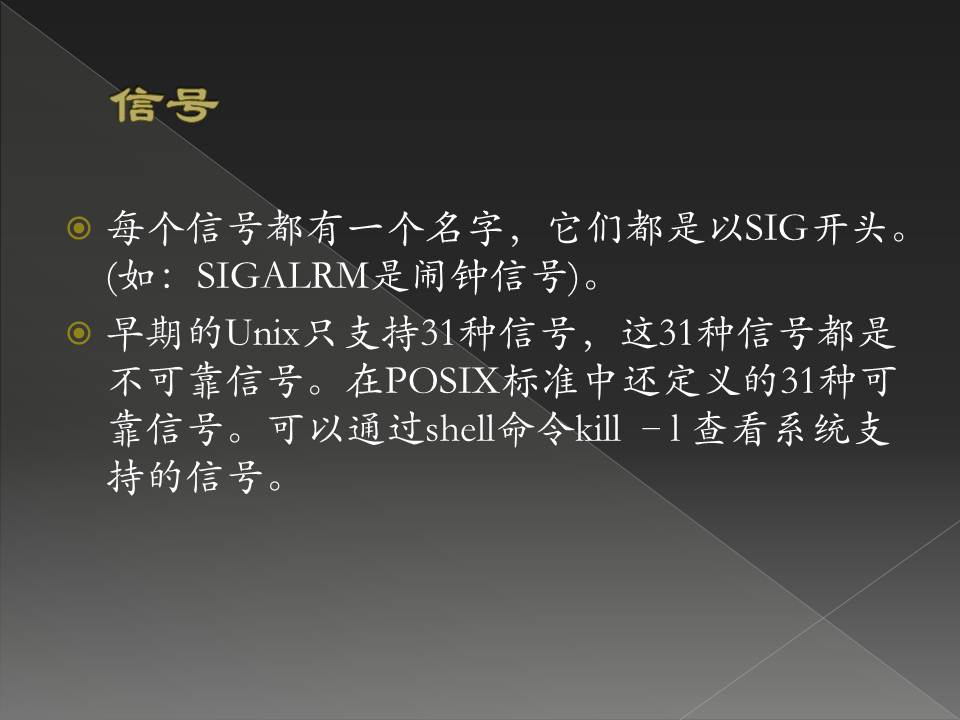 信号
每个信号都有一个名字，它们都是以SIG开头。
(如：SIGALRM是闹钟信号)。
早期的Unix只支持31种信号，这31种信号都是
不可靠信号。在POSIX标准中还定义的31种可
靠信号。可以通过shell命令kill –l 查看系统支
持的信号。